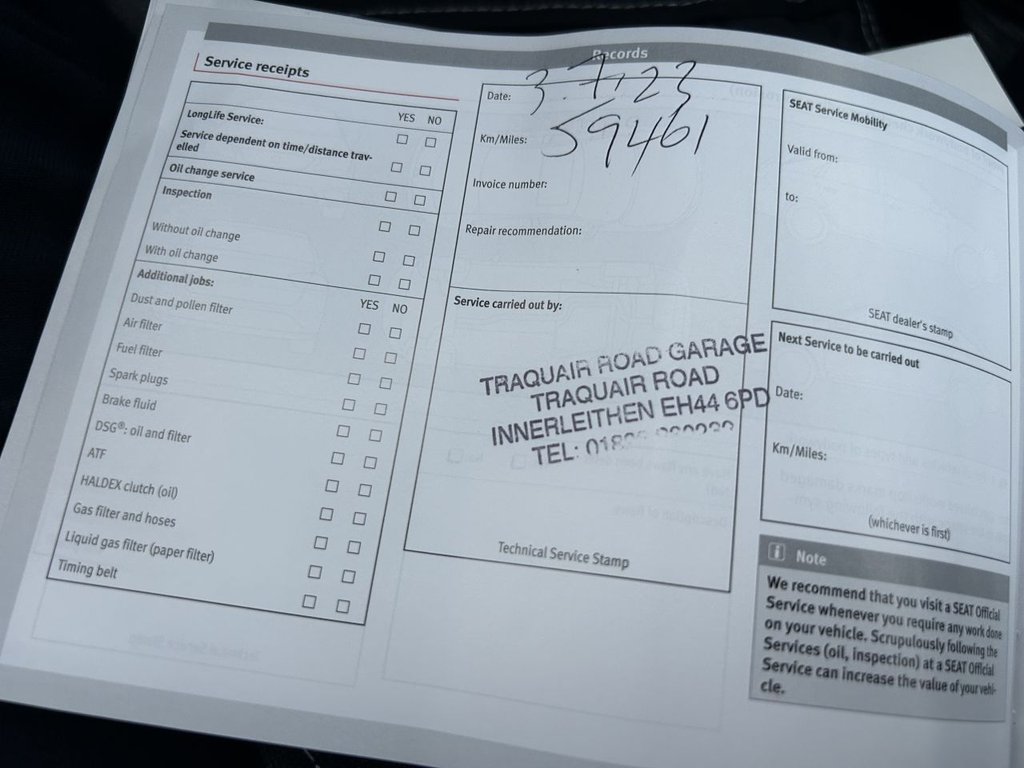 Records
Service receipts
YES NO
LongLife Service:
Service dependent on time/distance trav-
elled
Oil change service
Inspection
Without oil change
With oil change
Additional jobs:
YES NO
Dust and pollen filter
Air filter
Fuel filter
Spark plugs
Brake fluid
DSG®: oil and filter
ATF
HALDEX clutch (oil)
Gas filter and hoses
Liquid gas filter (paper filter)
Timing belt
Date: 3.7.23
Km/Miles: 59461
Invoice number:
Repair recommendation:
Service carried out by:
TRAQUAIR ROAD GARAGE
TRAQUAIR ROAD
INNERLEITHEN EH44 6PD
TEL:
Technical Service Stamp
SEAT Service Mobility
Valid from:
to:
SEAT dealer's stamp
Next Service to be carried out
Date:
Km/Miles:
(whichever is first)
i Note
We recommend that you visit a SEAT Official
Service whenever you require any work done
on your vehicle. Scrupulously following the
Services (oil, inspection) at a SEAT Official
Service can increase the value of your vehi-
cle.